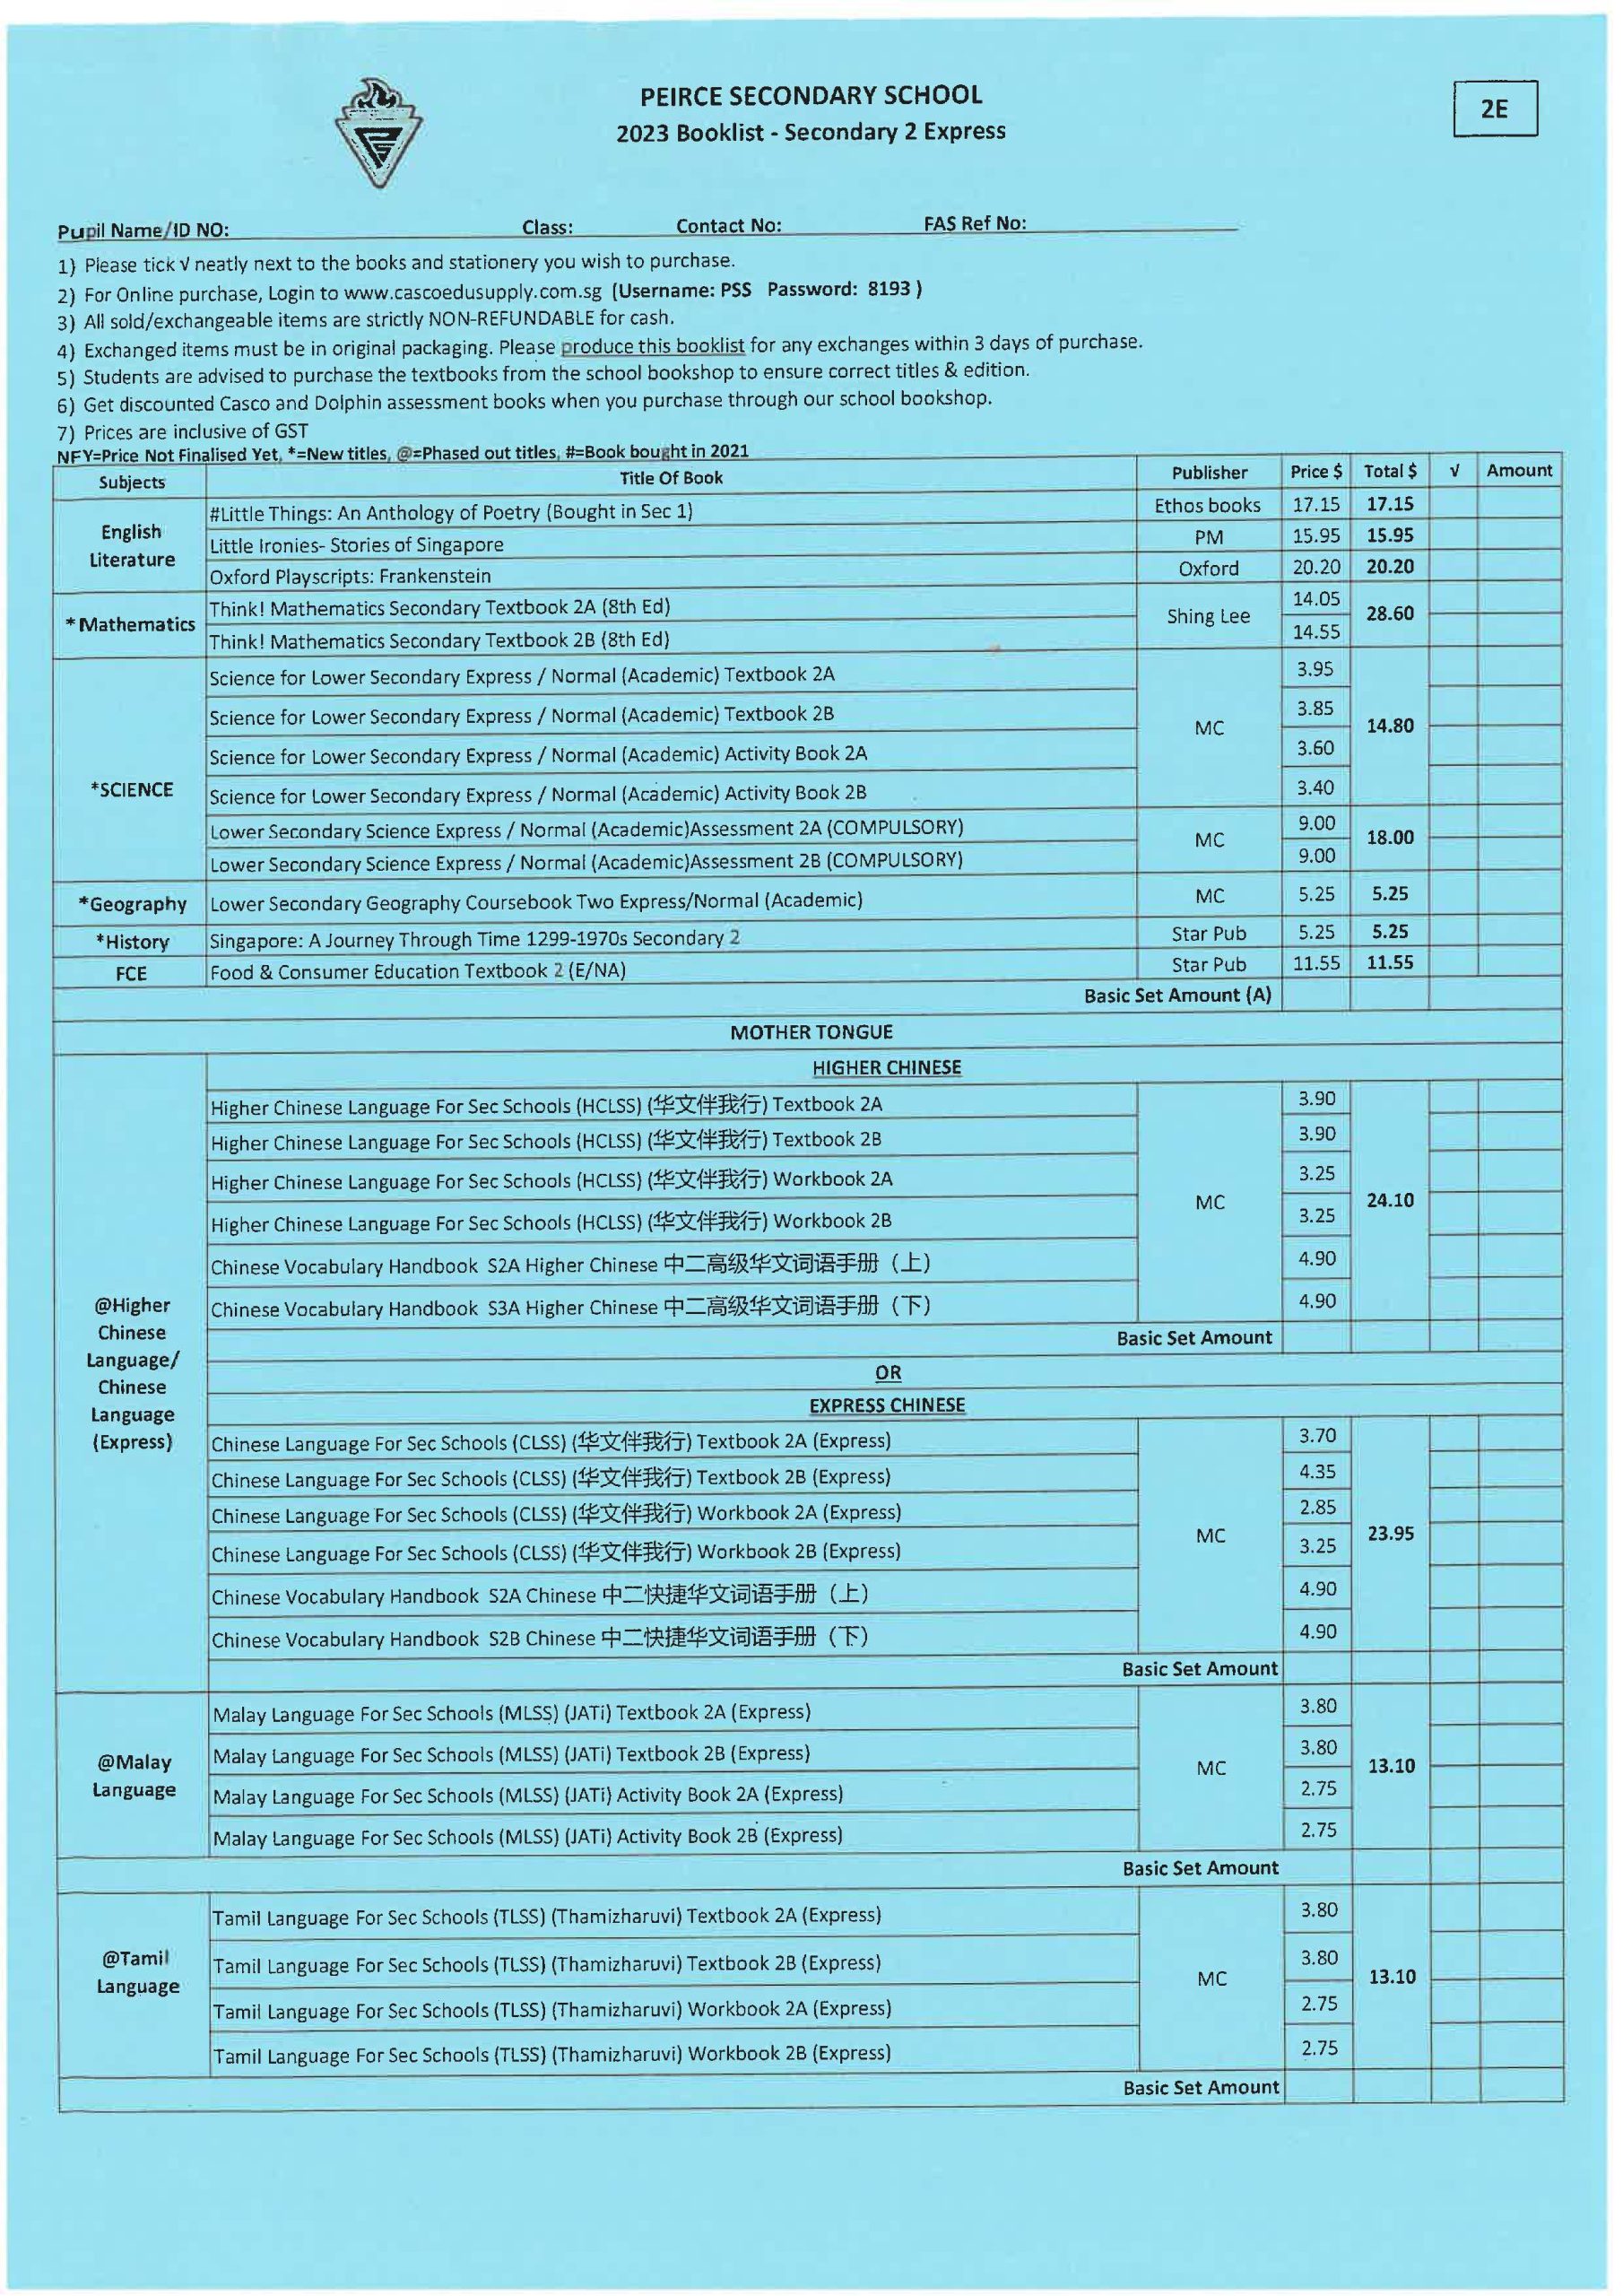 PEIRCE SECONDARY SCHOOL
2E
2023 Booklist - Secondary 2 Express
Pupil Name/ID NO: Class: Contact No: FAS Ref No:
1) Please tick √ neatly next to the books and stationery you wish to purchase.
2) For Online purchase, Login to www.cascoedusupply.com.sg (Username: PSS Password: 8193 )
3) All sold/exchangeable items are strictly NON-REFUNDABLE for cash.
4) Exchanged items must be in original packaging. Please produce this booklist for any exchanges within 3 days of purchase.
5) Students are advised to purchase the textbooks from the school bookshop to ensure correct titles & edition.
6) Get discounted Casco and Dolphin assessment books when you purchase through our school bookshop.
7) Prices are inclusive of GST
NFY=Price Not Finalised Yet, *=New titles, @=Phased out titles, #=Book bought in 2021
Subjects Title Of Book Publisher Price $ Total $ √ Amount
English Literature
#Little Things: An Anthology of Poetry (Bought in Sec 1) Ethos books 17.15 17.15
Little Ironies- Stories of Singapore PM 15.95 15.95
Oxford Playscripts: Frankenstein Oxford 20.20 20.20
*Mathematics
Think! Mathematics Secondary Textbook 2A (8th Ed) Shing Lee 14.05 28.60
Think! Mathematics Secondary Textbook 2B (8th Ed) 14.55
*SCIENCE
Science for Lower Secondary Express / Normal (Academic) Textbook 2A MC 3.95 14.80
Science for Lower Secondary Express / Normal (Academic) Textbook 2B 3.85
Science for Lower Secondary Express / Normal (Academic) Activity Book 2A 3.60
Science for Lower Secondary Express / Normal (Academic) Activity Book 2B 3.40
Lower Secondary Science Express / Normal (Academic)Assessment 2A (COMPULSORY) MC 9.00 18.00
Lower Secondary Science Express / Normal (Academic)Assessment 2B (COMPULSORY) 9.00
*Geography Lower Secondary Geography Coursebook Two Express/Normal (Academic) MC 5.25 5.25
*History Singapore: A Journey Through Time 1299-1970s Secondary 2 Star Pub 5.25 5.25
FCE Food & Consumer Education Textbook 2 (E/NA) Star Pub 11.55 11.55
Basic Set Amount (A)
MOTHER TONGUE
@Higher Chinese Language/ Chinese Language (Express)
HIGHER CHINESE
Higher Chinese Language For Sec Schools (HCLSS) (华文伴我行) Textbook 2A MC 3.90 24.10
Higher Chinese Language For Sec Schools (HCLSS) (华文伴我行) Textbook 2B 3.90
Higher Chinese Language For Sec Schools (HCLSS) (华文伴我行) Workbook 2A 3.25
Higher Chinese Language For Sec Schools (HCLSS) (华文伴我行) Workbook 2B 3.25
Chinese Vocabulary Handbook S2A Higher Chinese 中二高级华文词语手册（上） 4.90
Chinese Vocabulary Handbook S3A Higher Chinese 中二高级华文词语手册（下） 4.90
Basic Set Amount
OR
EXPRESS CHINESE
Chinese Language For Sec Schools (CLSS) (华文伴我行) Textbook 2A (Express) MC 3.70 23.95
Chinese Language For Sec Schools (CLSS) (华文伴我行) Textbook 2B (Express) 4.35
Chinese Language For Sec Schools (CLSS) (华文伴我行) Workbook 2A (Express) 2.85
Chinese Language For Sec Schools (CLSS) (华文伴我行) Workbook 2B (Express) 3.25
Chinese Vocabulary Handbook S2A Chinese 中二快捷华文词语手册（上） 4.90
Chinese Vocabulary Handbook S2B Chinese 中二快捷华文词语手册（下） 4.90
Basic Set Amount
@Malay Language
Malay Language For Sec Schools (MLSS) (JATi) Textbook 2A (Express) MC 3.80 13.10
Malay Language For Sec Schools (MLSS) (JATi) Textbook 2B (Express) 3.80
Malay Language For Sec Schools (MLSS) (JATi) Activity Book 2A (Express) 2.75
Malay Language For Sec Schools (MLSS) (JATi) Activity Book 2B (Express) 2.75
Basic Set Amount
@Tamil Language
Tamil Language For Sec Schools (TLSS) (Thamizharuvi) Textbook 2A (Express) MC 3.80 13.10
Tamil Language For Sec Schools (TLSS) (Thamizharuvi) Textbook 2B (Express) 3.80
Tamil Language For Sec Schools (TLSS) (Thamizharuvi) Workbook 2A (Express) 2.75
Tamil Language For Sec Schools (TLSS) (Thamizharuvi) Workbook 2B (Express) 2.75
Basic Set Amount